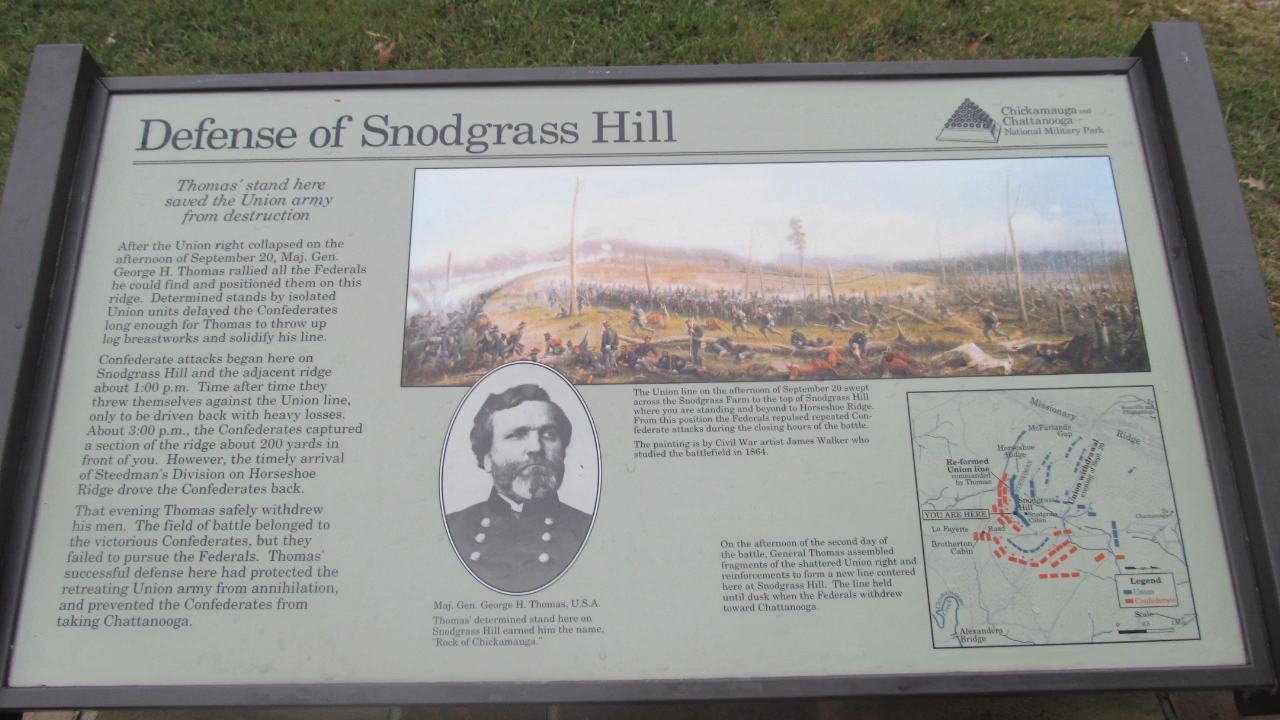 Defense of Snodgrass Hill
Chickamauga and
Chattanooga
National Military Park
Thomas' stand here
saved the Union army
from destruction
After the Union right collapsed on the
afternoon of September 20, Maj. Gen.
George H. Thomas rallied all the Federals
he could find and positioned them on this
ridge. Determined stands by isolated
Union units delayed the Confederates
long enough for Thomas to throw up
log breastworks and solidify his line.
Confederate attacks began here on
Snodgrass Hill and the adjacent ridge
about 1:00 p.m. Time after time they
threw themselves against the Union line,
only to be driven back with heavy losses.
About 3:00 p.m., the Confederates captured
a section of the ridge about 200 yards in
front of you. However, the timely arrival
of Steedman's Division on Horseshoe
Ridge drove the Confederates back.
That evening Thomas safely withdrew
his men. The field of battle belonged to
the victorious Confederates, but they
failed to pursue the Federals. Thomas'
successful defense here had protected the
retreating Union army from annihilation,
and prevented the Confederates from
taking Chattanooga.
Maj. Gen. George H. Thomas, U.S.A.
Thomas' determined stand here on
Snodgrass Hill earned him the name,
"Rock of Chickamauga."
The Union line on the afternoon of September 20 swept
across the Snodgrass Farm to the top of Snodgrass Hill
where you are standing and beyond to Horseshoe Ridge.
From this position the Federals repulsed repeated Con-
federate attacks during the closing hours of the battle.
The painting is by Civil War artist James Walker who
studied the battlefield in 1864.
On the afternoon of the second day of
the battle, General Thomas assembled
fragments of the shattered Union right and
reinforcements to form a new line centered
here at Snodgrass Hill. The line held
until dusk when the Federals withdrew
toward Chattanooga.
Missionary
Ridge
McFarlands
Gap
Horseshoe
Ridge
Re-formed
Union line
commanded
by Thomas
Union withdrawal
evening of Sept. 20
Snodgrass
Hill
Snodgrass
Cabin
YOU ARE HERE
La Fayette Road
Brotherton
Cabin
Alexanders
Bridge
Legend
Union
Confederate
Scale
0 0.5